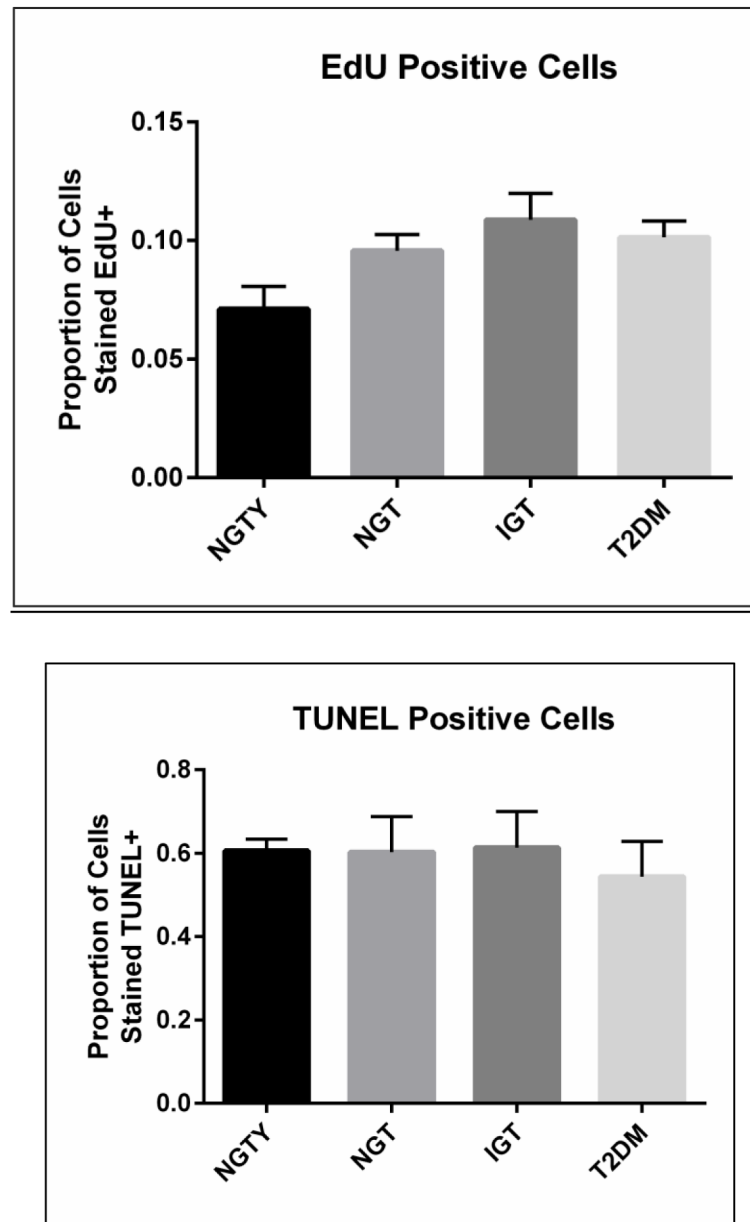 EdU Positive Cells
Proportion of Cells
Stained EdU+
0.15
0.10
0.05
0.00
NGTY
NGT
IGT
T2DM
TUNEL Positive Cells
Proportion of Cells
Stained TUNEL+
0.8
0.6
0.4
0.2
0.0
NGTY
NGT
IGT
T2DM